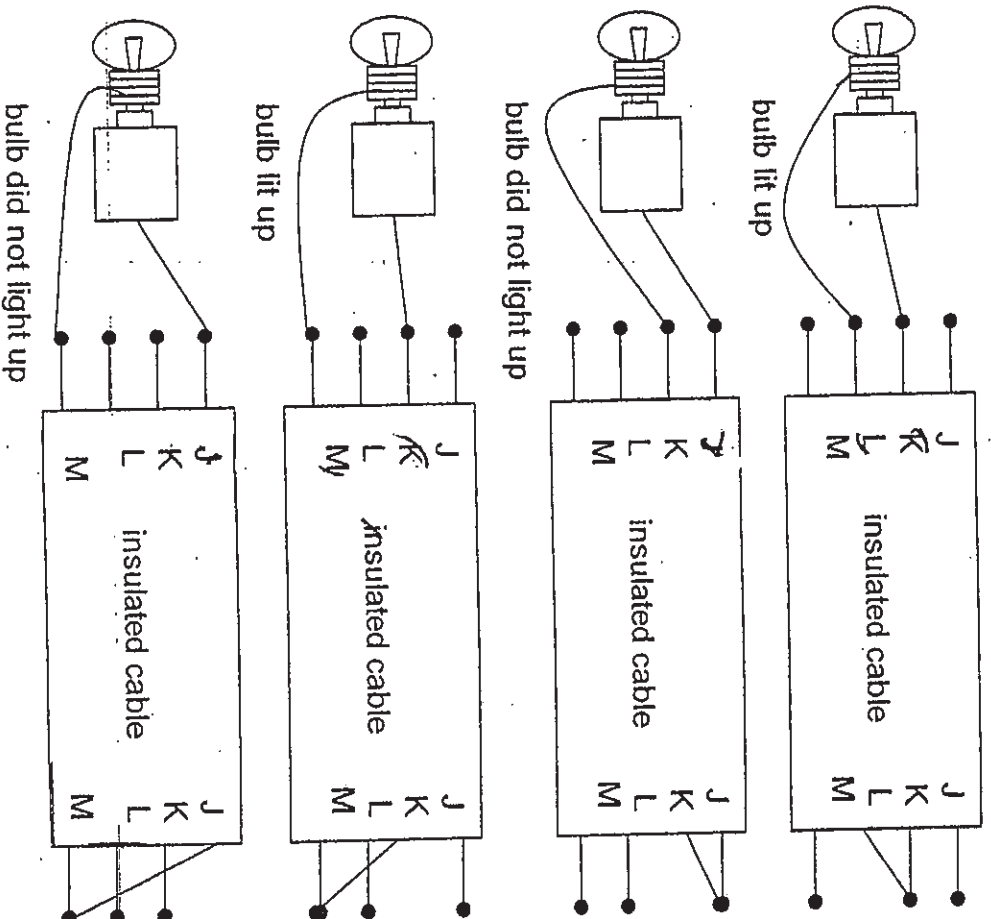 J J
K K
L insulated cable L
M M
bulb lit up
J J
K K
L insulated cable L
M M
bulb did not light up
J J
K K
L insulated cable L
M M
bulb lit up
J J
K K
L insulated cable L
M M
bulb did not light up